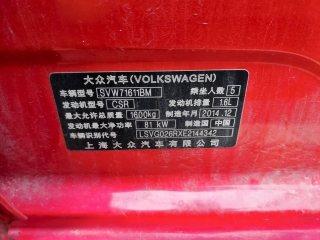 大众汽车(VOLKSWAGEN)
车辆型号 SVW71611BM 乘坐人数 5
发动机型号 CSR 发动机排量 1.6L
最大允许总质量 1600kg 制造年月 2014.12
发动机最大净功率 81 kW 制造国 中国
车辆识别代号 LSVG026RXE2144342
上海大众汽车有限公司